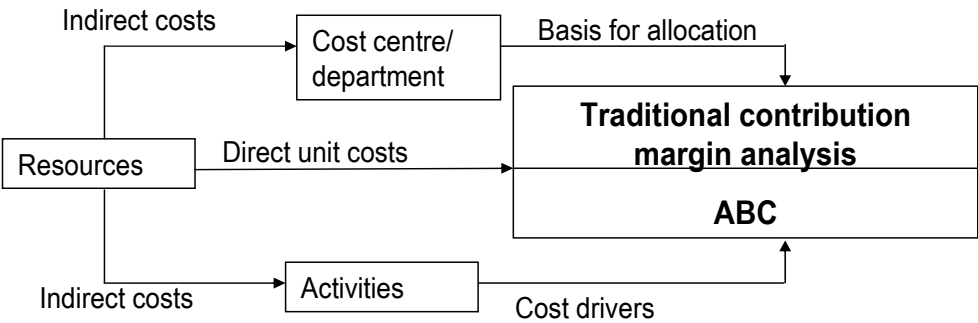 Indirect costs
Cost centre/
department
Basis for allocation
Traditional contribution
margin analysis
Resources
Direct unit costs
ABC
Activities
Indirect costs
Cost drivers